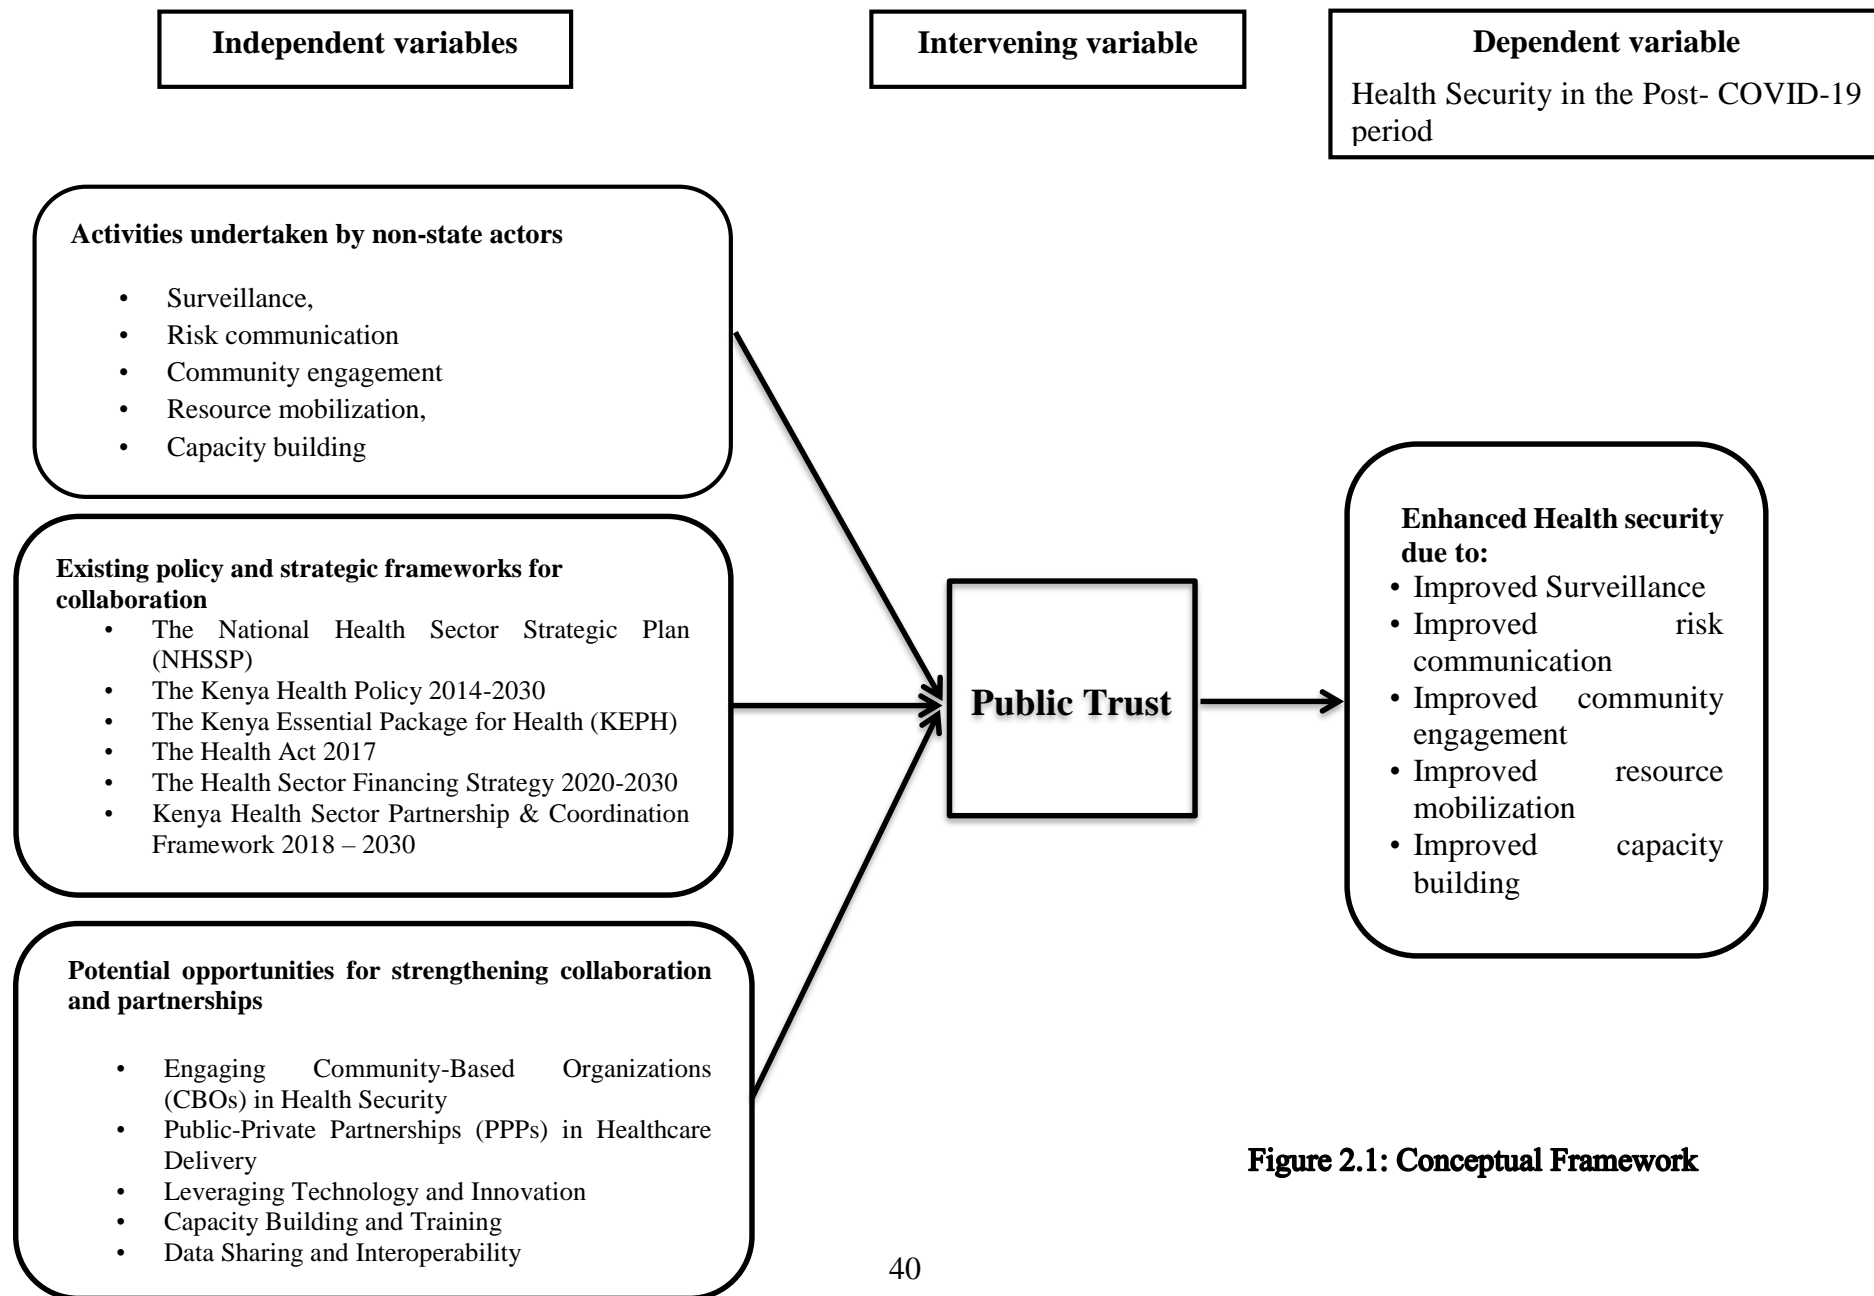 Independent variables
Intervening variable
Dependent variable
Health Security in the Post- COVID-19
period
Activities undertaken by non-state actors
• Surveillance,
• Risk communication
• Community engagement
• Resource mobilization,
• Capacity building
Existing policy and strategic frameworks for
collaboration
• The National Health Sector Strategic Plan
(NHSSP)
• The Kenya Health Policy 2014-2030
• The Kenya Essential Package for Health (KEPH)
• The Health Act 2017
• The Health Sector Financing Strategy 2020-2030
• Kenya Health Sector Partnership & Coordination
Framework 2018 – 2030
Potential opportunities for strengthening collaboration
and partnerships
• Engaging Community-Based Organizations
(CBOs) in Health Security
• Public-Private Partnerships (PPPs) in Healthcare
Delivery
• Leveraging Technology and Innovation
• Capacity Building and Training
• Data Sharing and Interoperability
Public Trust
Enhanced Health security
due to:
• Improved Surveillance
• Improved risk
communication
• Improved community
engagement
• Improved resource
mobilization
• Improved capacity
building
Figure 2.1: Conceptual Framework
40